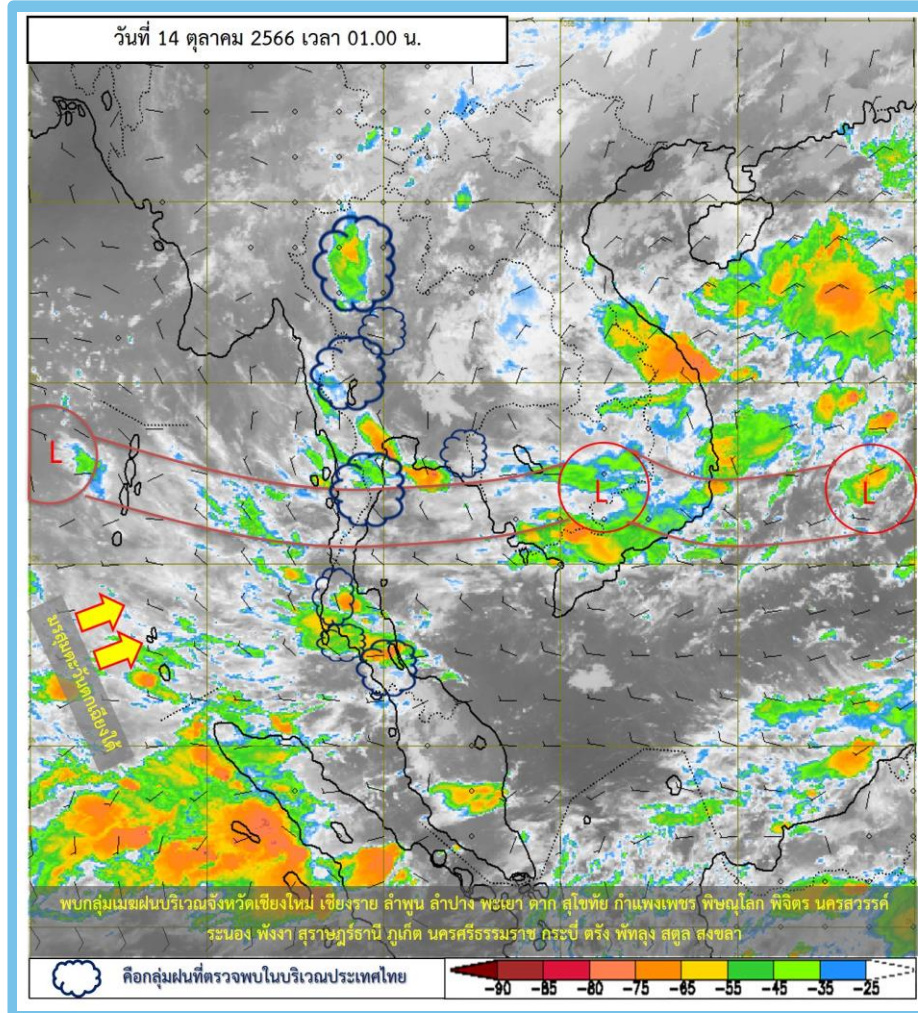 วันที่ 14 ตุลาคม 2566 เวลา 01.00 น.
L
L
L
มรสุมตะวันตกเฉียงใต้
พบกลุ่มเมฆฝนบริเวณจังหวัดเชียงใหม่ เชียงราย ลำพูน ลำปาง พะเยา ตาก สุโขทัย กำแพงเพชร พิษณุโลก พิจิตร นครสวรรค์
ระนอง พังงา สุราษฎร์ธานี ภูเก็ต นครศรีธรรมราช กระบี่ ตรัง พัทลุง สตูล สงขลา
คือกลุ่มฝนที่ตรวจพบในบริเวณประเทศไทย
-90 -85 -80 -75 -65 -55 -45 -35 -25